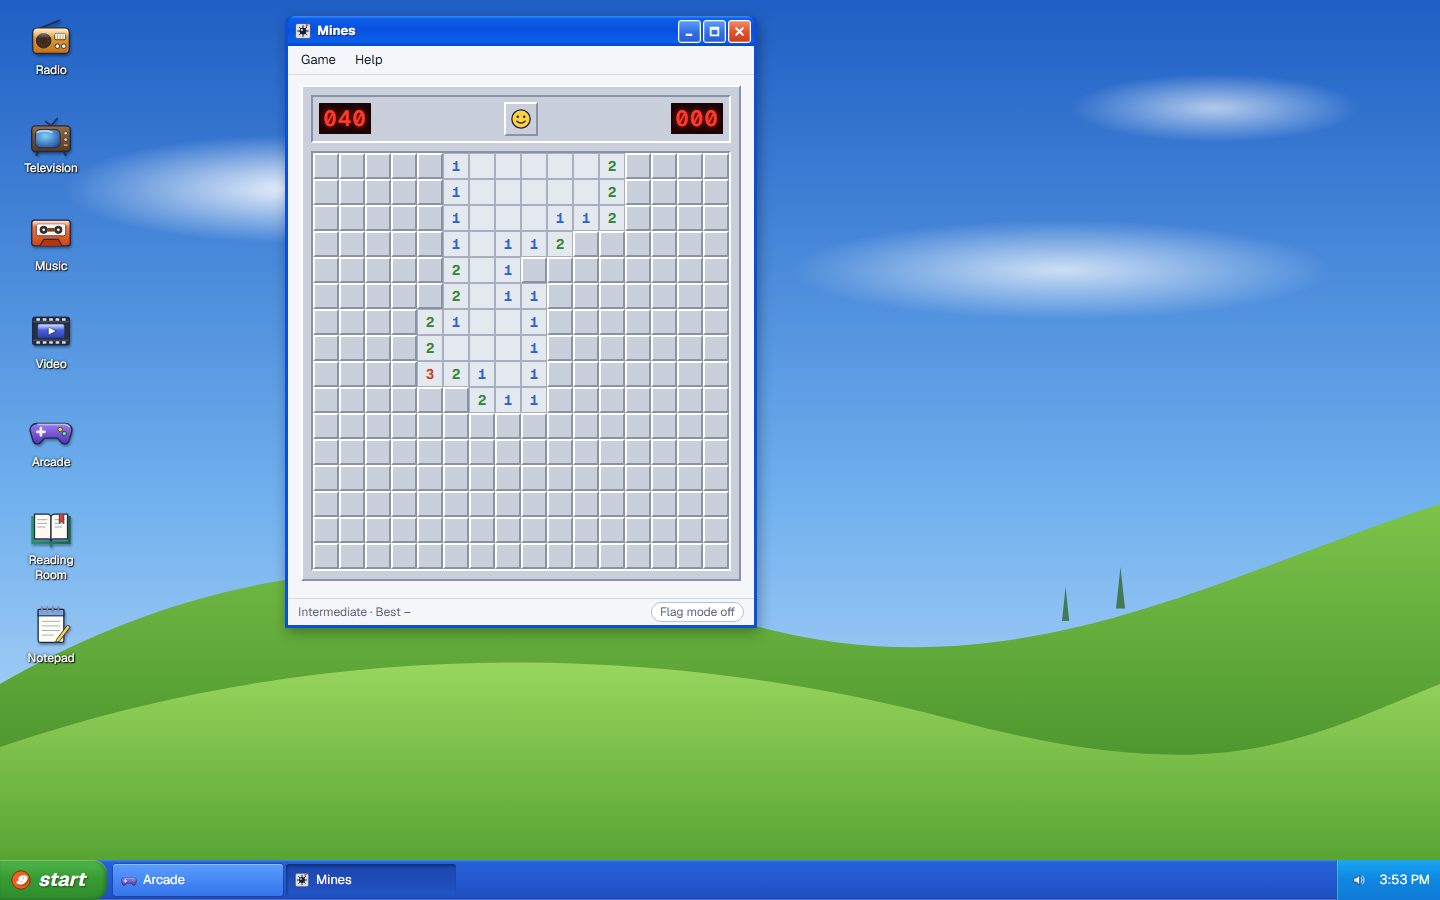 Radio
Television
Music
Video
Arcade
Reading
Room
Notepad
Mines
Game Help
040 000
1 2
1 2
1 1 1 2
1 1 1 2
2 1
2 1 1
2 1 1
2 1
3 2 1 1
2 1 1
Intermediate · Best –
Flag mode off
start
Arcade
Mines
3:53 PM